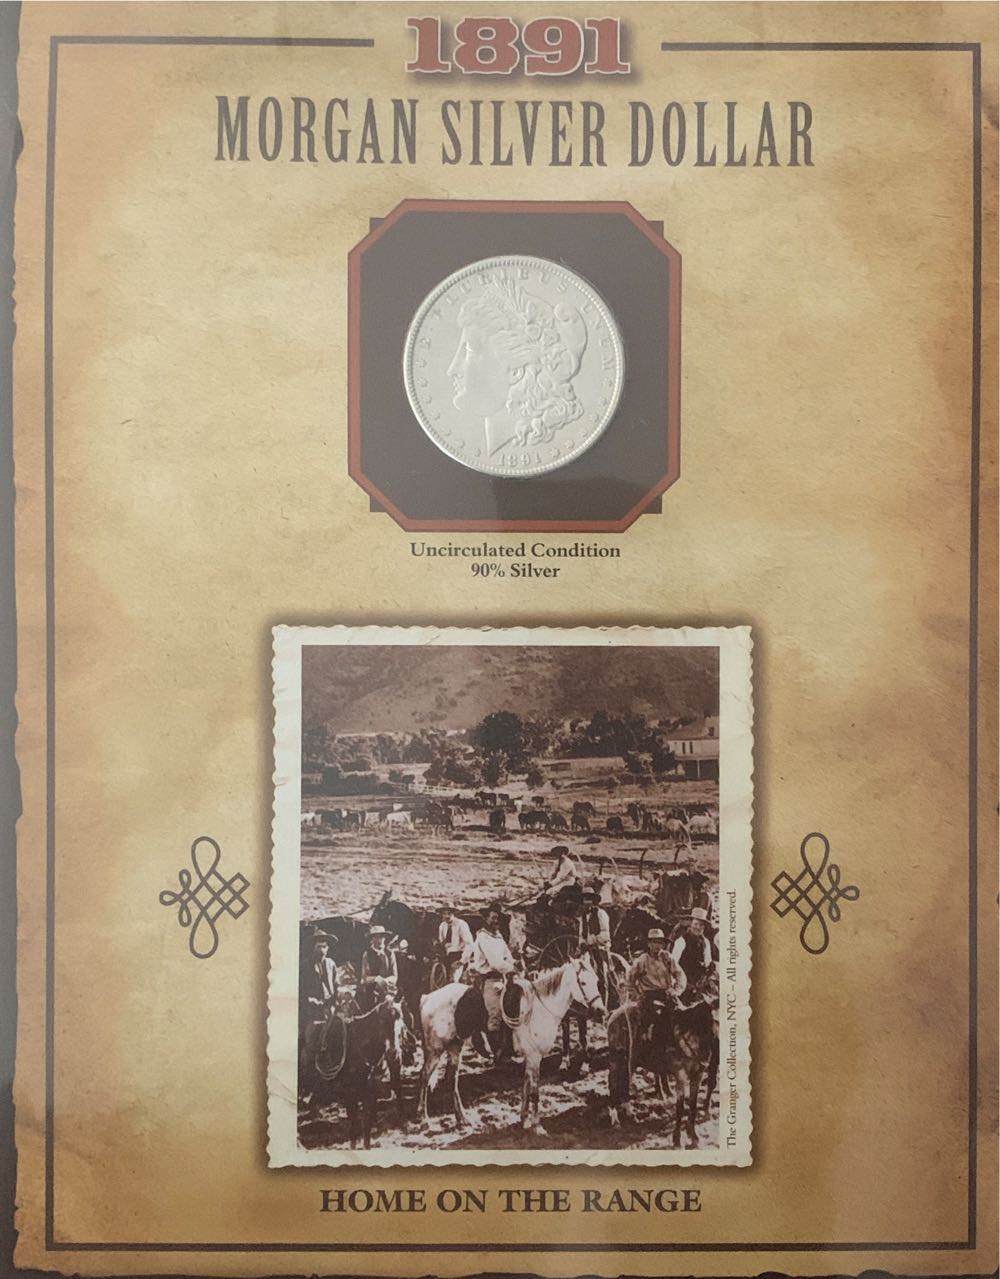 1891
MORGAN SILVER DOLLAR
E·PLURIBUS·UNUM
1891
Uncirculated Condition
90% Silver
The Granger Collection, NYC – All rights reserved.
HOME ON THE RANGE